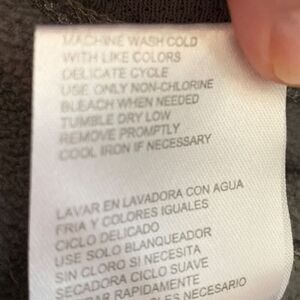 MACHINE WASH COLD
WITH LIKE COLORS
DELICATE CYCLE
USE ONLY NON-CHLORINE
BLEACH WHEN NEEDED
TUMBLE DRY LOW
REMOVE PROMPTLY
COOL IRON IF NECESSARY
LAVAR EN LAVADORA CON AGUA
FRIA Y COLORES IGUALES
CICLO DELICADO
USE SOLO BLANQUEADOR
SIN CLORO SI NECESITA
SECADORA CICLO SUAVE
RAPIDAMENTE
NECESARIO